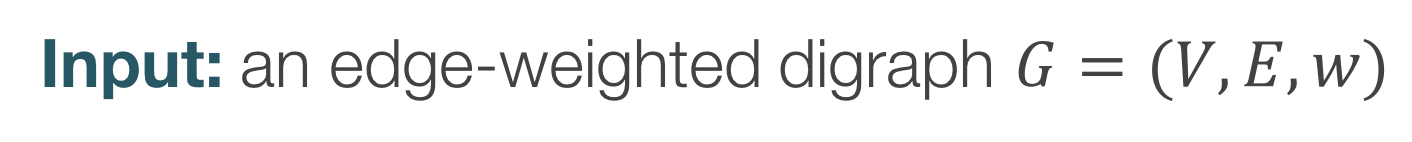 Input: an edge-weighted digraph G = (V, E, w)